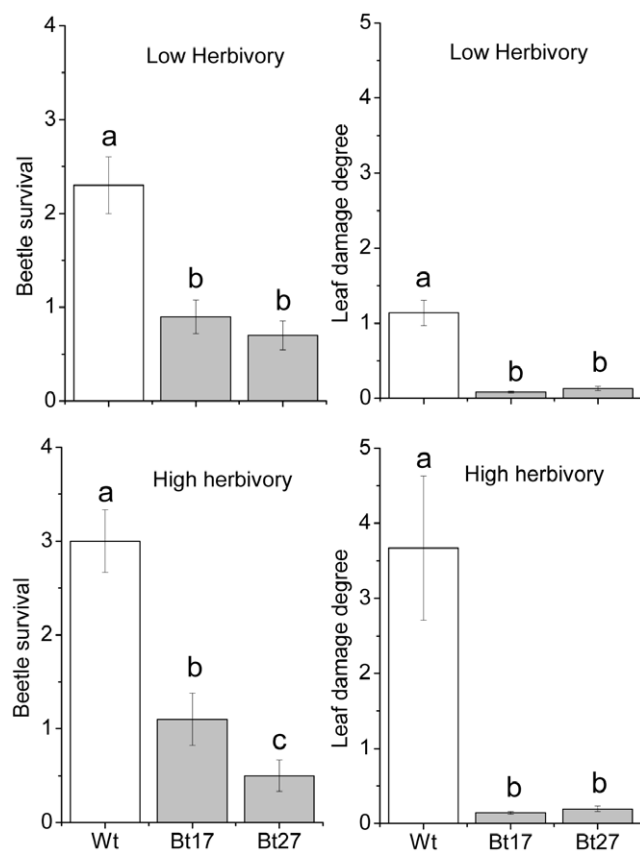 Low Herbivory
Beetle survival
4
3
2
1
0
a
b
b
Low Herbivory
Leaf damage degree
5
4
3
2
1
0
a
b
b
High herbivory
Beetle survival
4
3
2
1
0
a
b
c
Wt
Bt17
Bt27
High herbivory
Leaf damage degree
5
4
3
2
1
0
a
b
b
Wt
Bt17
Bt27